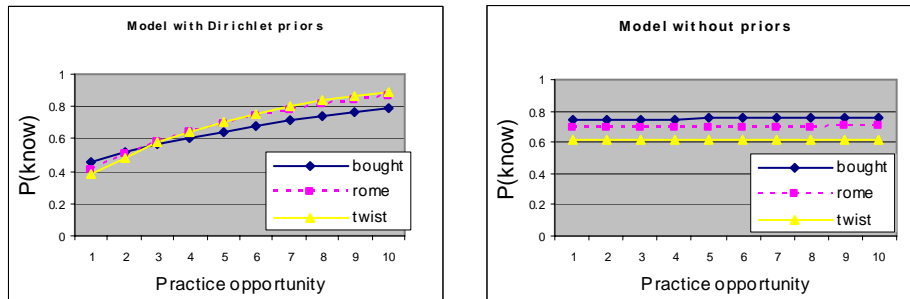 Model with Dirichlet priors
1
0.8
0.6
0.4
0.2
0
P(know)
1 2 3 4 5 6 7 8 9 10
Practice opportunity
bought
rome
twist
Model without priors
1
0.8
0.6
0.4
0.2
0
P(know)
1 2 3 4 5 6 7 8 9 10
Practice opportunity
bought
rome
twist